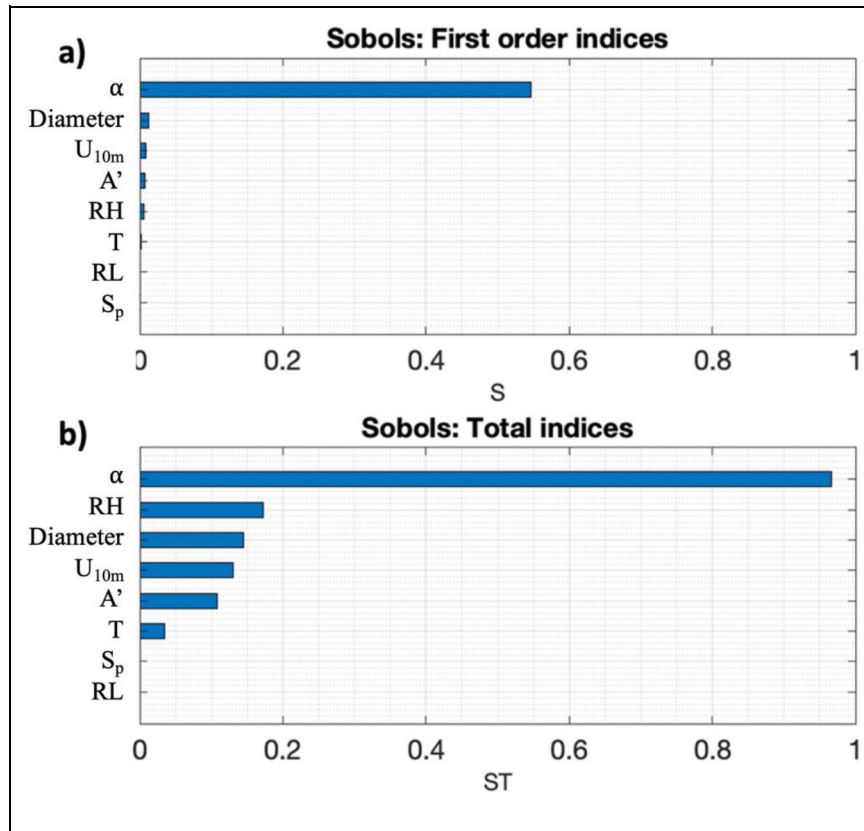 a)
Sobols: First order indices
α
Diameter
U10m
A’
RH
T
RL
Sp
0 0.2 0.4 0.6 0.8 1
S
b)
Sobols: Total indices
α
RH
Diameter
U10m
A’
T
Sp
RL
0 0.2 0.4 0.6 0.8 1
ST